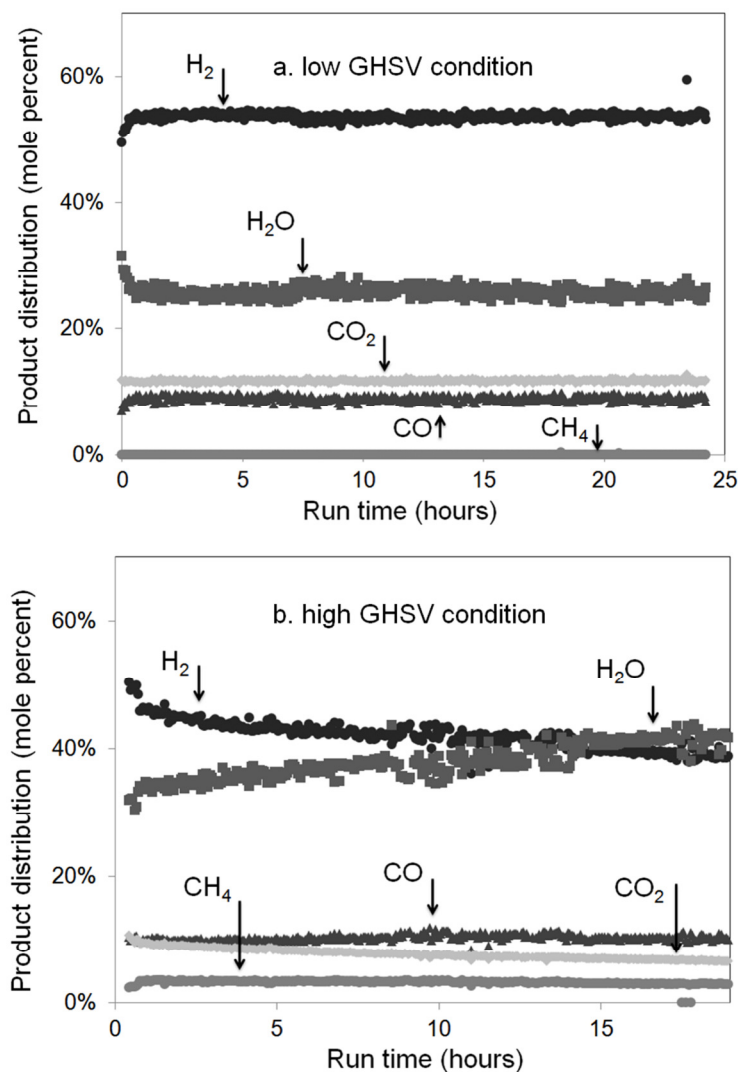 H₂
a. low GHSV condition
60%
40%
20%
0%
H₂O
CO₂
CO
CH₄
0 5 10 15 20 25
Run time (hours)
Product distribution (mole percent)
b. high GHSV condition
60%
40%
20%
0%
H₂
H₂O
CH₄
CO
CO₂
0 5 10 15
Run time (hours)
Product distribution (mole percent)